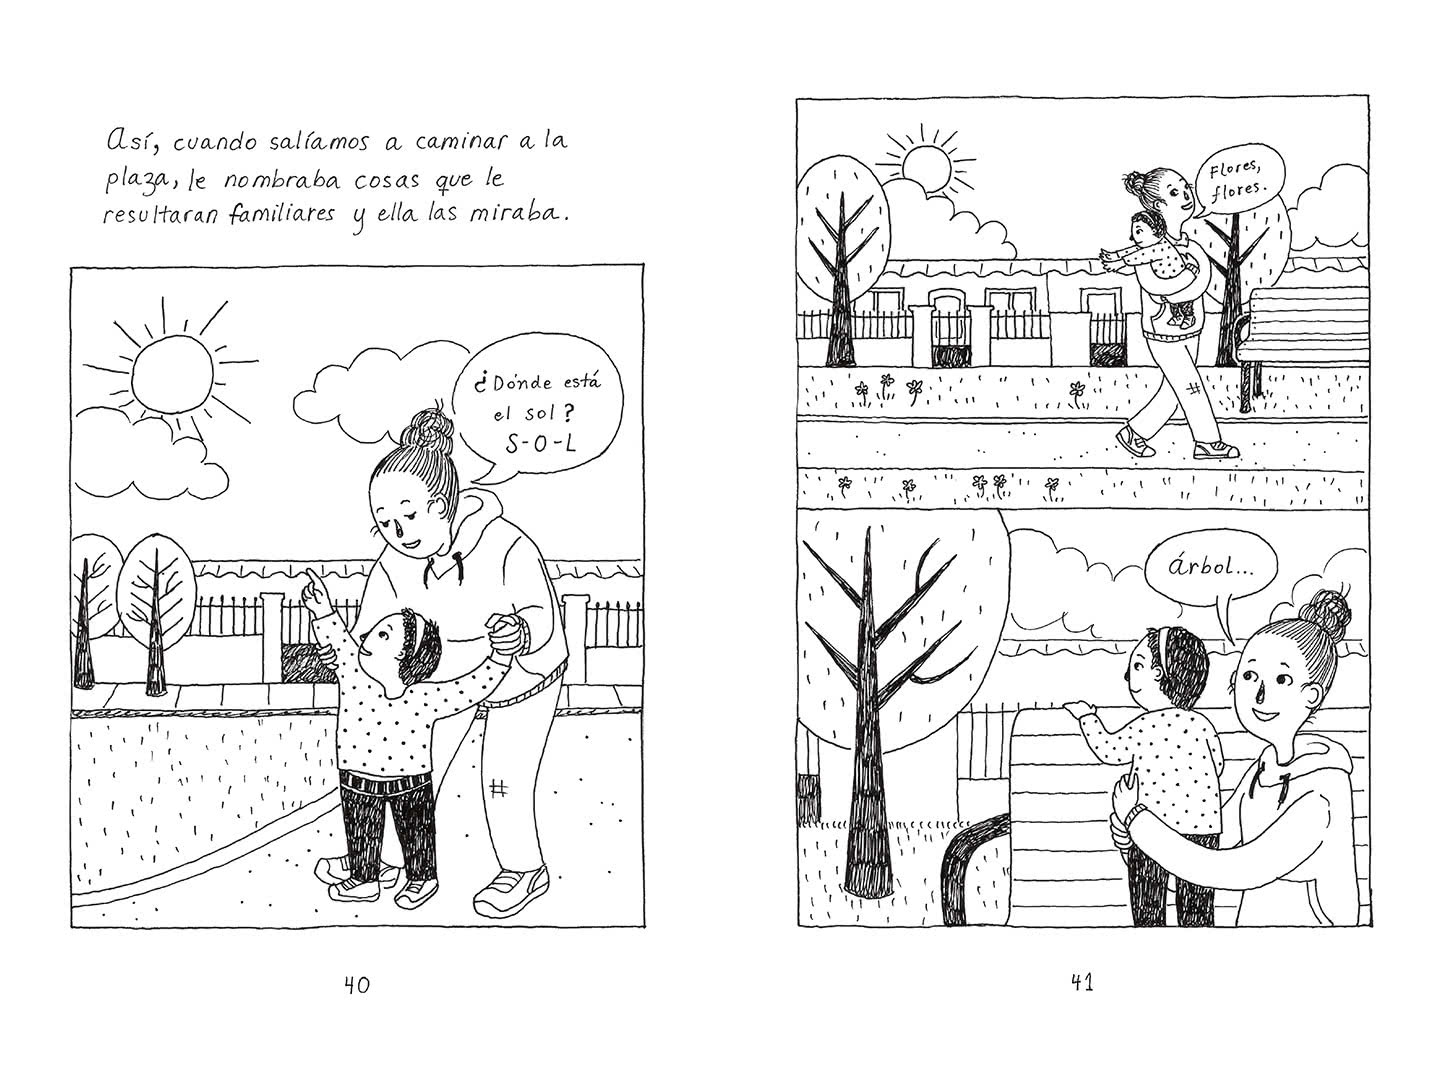 Así, cuando salíamos a caminar a la
plaza, le nombraba cosas que le
resultaran familiares y ella las miraba.
¿Dónde está
el sol?
S-O-L
40
Flores,
flores.
árbol...
41